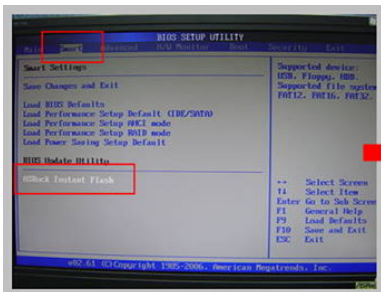 BIOS SETUP UTILITY
Main Smart Advanced H/W Monitor Boot Security Exit
Smart Settings
Save Changes and Exit
Load BIOS Defaults
Load Performance Setup Default (IDE/SATA)
Load Performance Setup AHCI mode
Load Performance Setup RAID mode
Load Power Saving Setup Default
BIOS Update Utility
ASRock Instant Flash
Supported device:
USB, Floppy, HDD.
Supported file system
FAT12, FAT16, FAT32.
↔ Select Screen
↑↓ Select Item
Enter Go to Sub Screen
F1 General Help
F9 Load Defaults
F10 Save and Exit
ESC Exit
v02.61 (C)Copyright 1985-2006, American Megatrends, Inc.